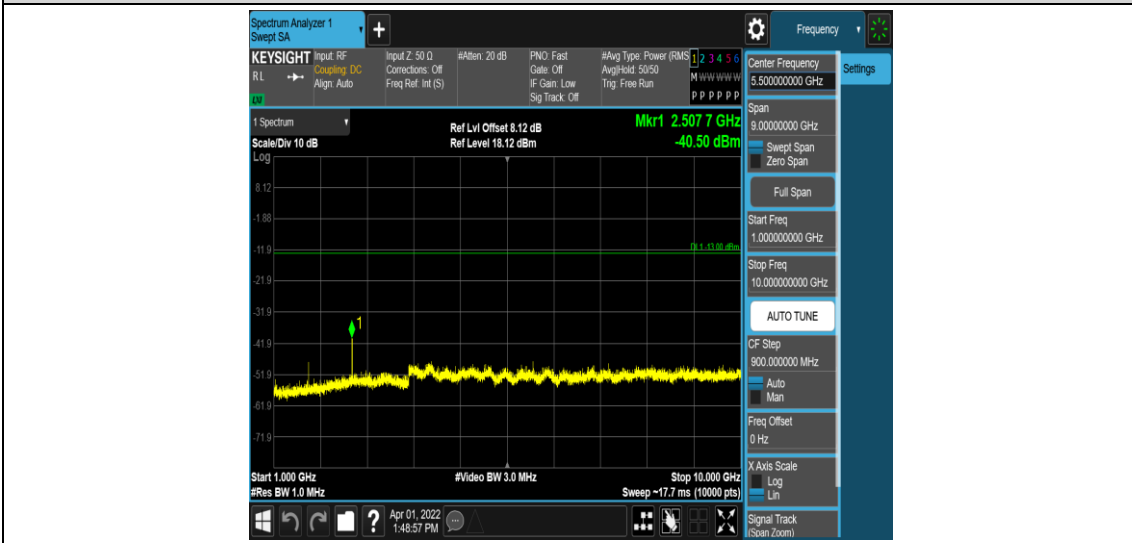 Spectrum Analyzer 1
Swept SA
+
Frequency
KEYSIGHT
RL
LXI
Input: RF
Coupling: DC
Align: Auto
Input Z: 50 Ω
Corrections: Off
Freq Ref: Int (S)
#Atten: 20 dB
PNO: Fast
Gate: Off
IF Gain: Low
Sig Track: Off
#Avg Type: Power (RMS
Avg|Hold: 50/50
Trig: Free Run
1 2 3 4 5 6
M W W W W W
P P P P P P
Center Frequency
5.500000000 GHz
Settings
Span
9.00000000 GHz
Swept Span
Zero Span
Full Span
Start Freq
1.000000000 GHz
Stop Freq
10.000000000 GHz
AUTO TUNE
CF Step
900.000000 MHz
Auto
Man
Freq Offset
0 Hz
X Axis Scale
Log
Lin
Signal Track
(Span Zoom)
1 Spectrum
Scale/Div 10 dB
Log
Ref Lvl Offset 8.12 dB
Ref Level 18.12 dBm
Mkr1 2.507 7 GHz
-40.50 dBm
8.12
-1.88
-11.9
DL1 -13.00 dBm
-21.9
-31.9
1
-41.9
-51.9
-61.9
-71.9
Start 1.000 GHz
#Video BW 3.0 MHz
Stop 10.000 GHz
#Res BW 1.0 MHz
Sweep ~17.7 ms (10000 pts)
?
Apr 01, 2022
1:48:57 PM